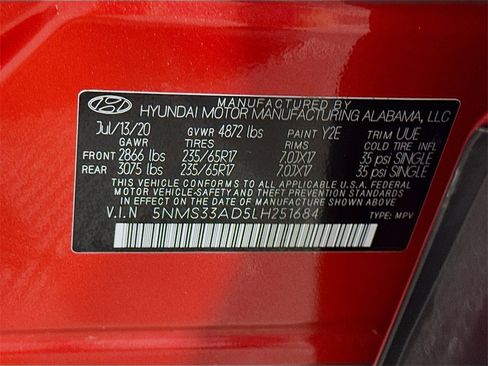 MANUFACTURED BY
HYUNDAI MOTOR MANUFACTURING ALABAMA, LLC
Jul/13/20 GVWR 4872 lbs PAINT Y2E TRIM UUE
GAWR TIRES RIMS COLD TIRE INFL
FRONT 2866 lbs 235/65R17 7.0JX17 35 psi SINGLE
REAR 3075 lbs 235/65R17 7.0JX17 35 psi SINGLE
THIS VEHICLE CONFORMS TO ALL APPLICABLE U.S. FEDERAL
MOTOR VEHICLE-SAFETY AND THEFT PREVENTION STANDARDS
IN EFFECT ON THE DATE OF MANUFACTURE SHOWN ABOVE.
V.I.N 5NMS33AD5LH251684 TYPE: MPV